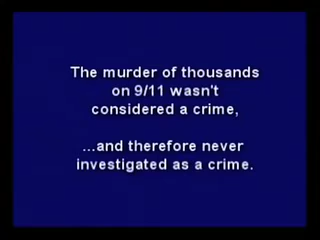 The murder of thousands
on 9/11 wasn't
considered a crime,
...and therefore never
investigated as a crime.